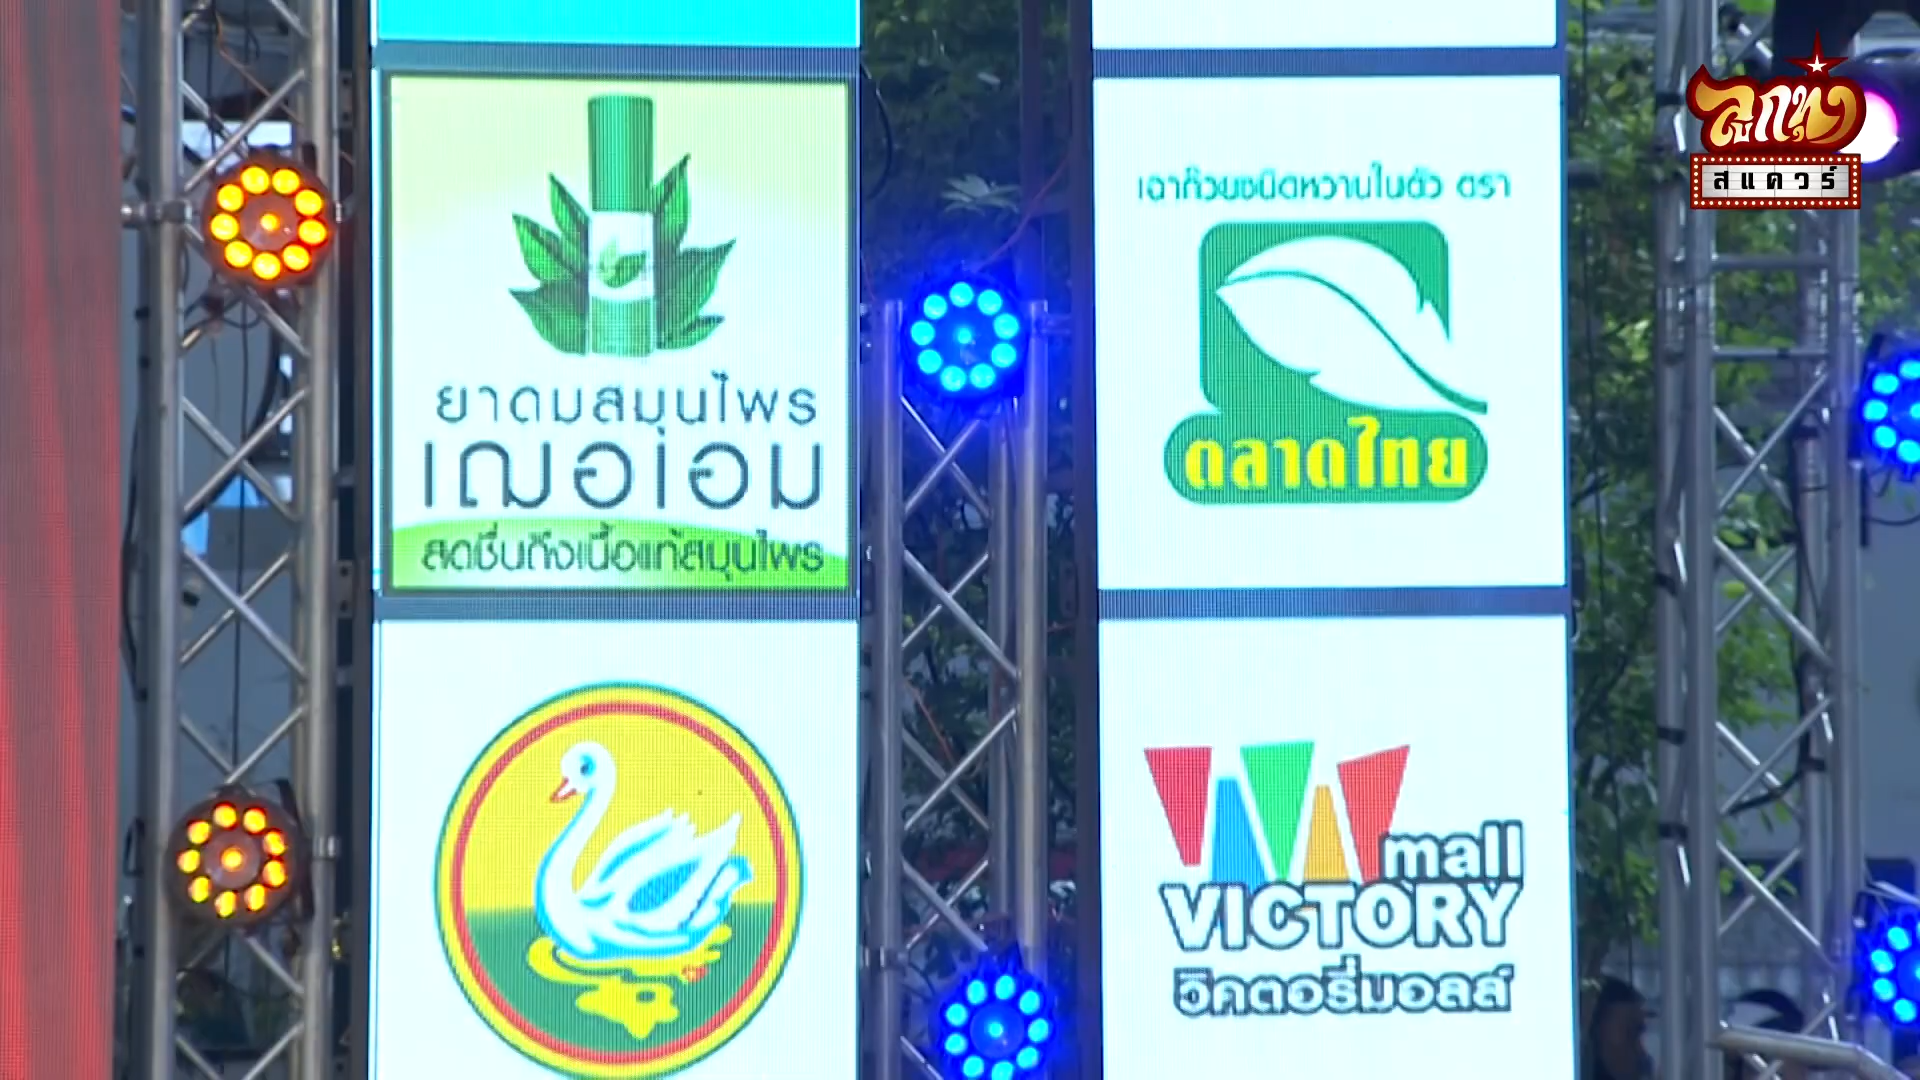 ยาดมสมุนไพร
เฌอเอม
สดชื่นถึงเนื้อแท้สมุนไพร
เฉาก๊วยชนิดหวานในตัว ตรา
ตลาดไทย
mall
VICTORY
วิคตอรี่มอลล์
ลูกทุ่ง
สแควร์